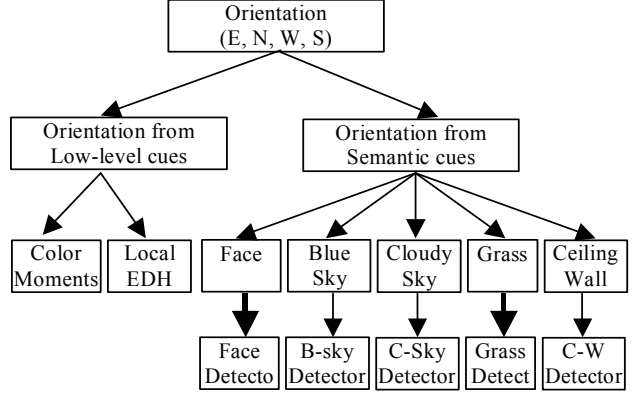 Orientation
(E, N, W, S)
Orientation from
Low-level cues
Orientation from
Semantic cues
Color
Moments
Local
EDH
Face
Blue
Sky
Cloudy
Sky
Grass
Ceiling
Wall
Face
Detecto
B-sky
Detector
C-Sky
Detector
Grass
Detect
C-W
Detector